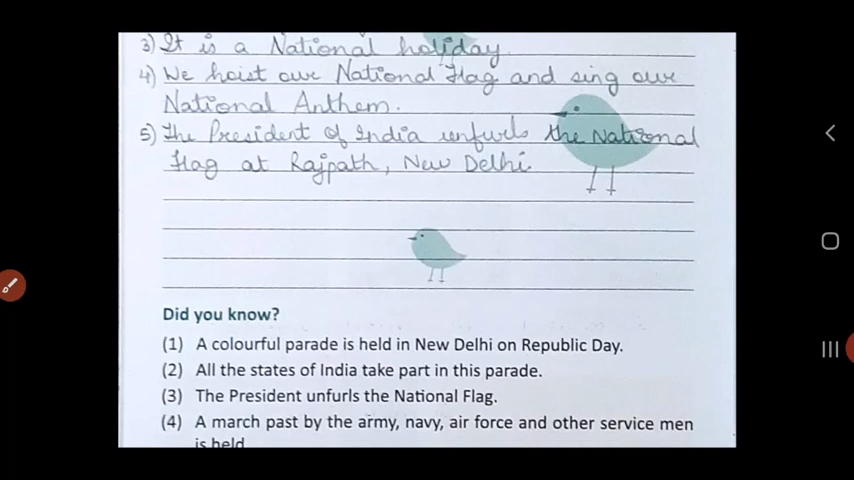 3) It is a National holiday.
4) We hoist our National Flag and sing our
National Anthem.
5) The President of India unfurls the National
Flag at Rajpath, New Delhi.
Did you know?
(1) A colourful parade is held in New Delhi on Republic Day.
(2) All the states of India take part in this parade.
(3) The President unfurls the National Flag.
(4) A march past by the army, navy, air force and other service men
is held